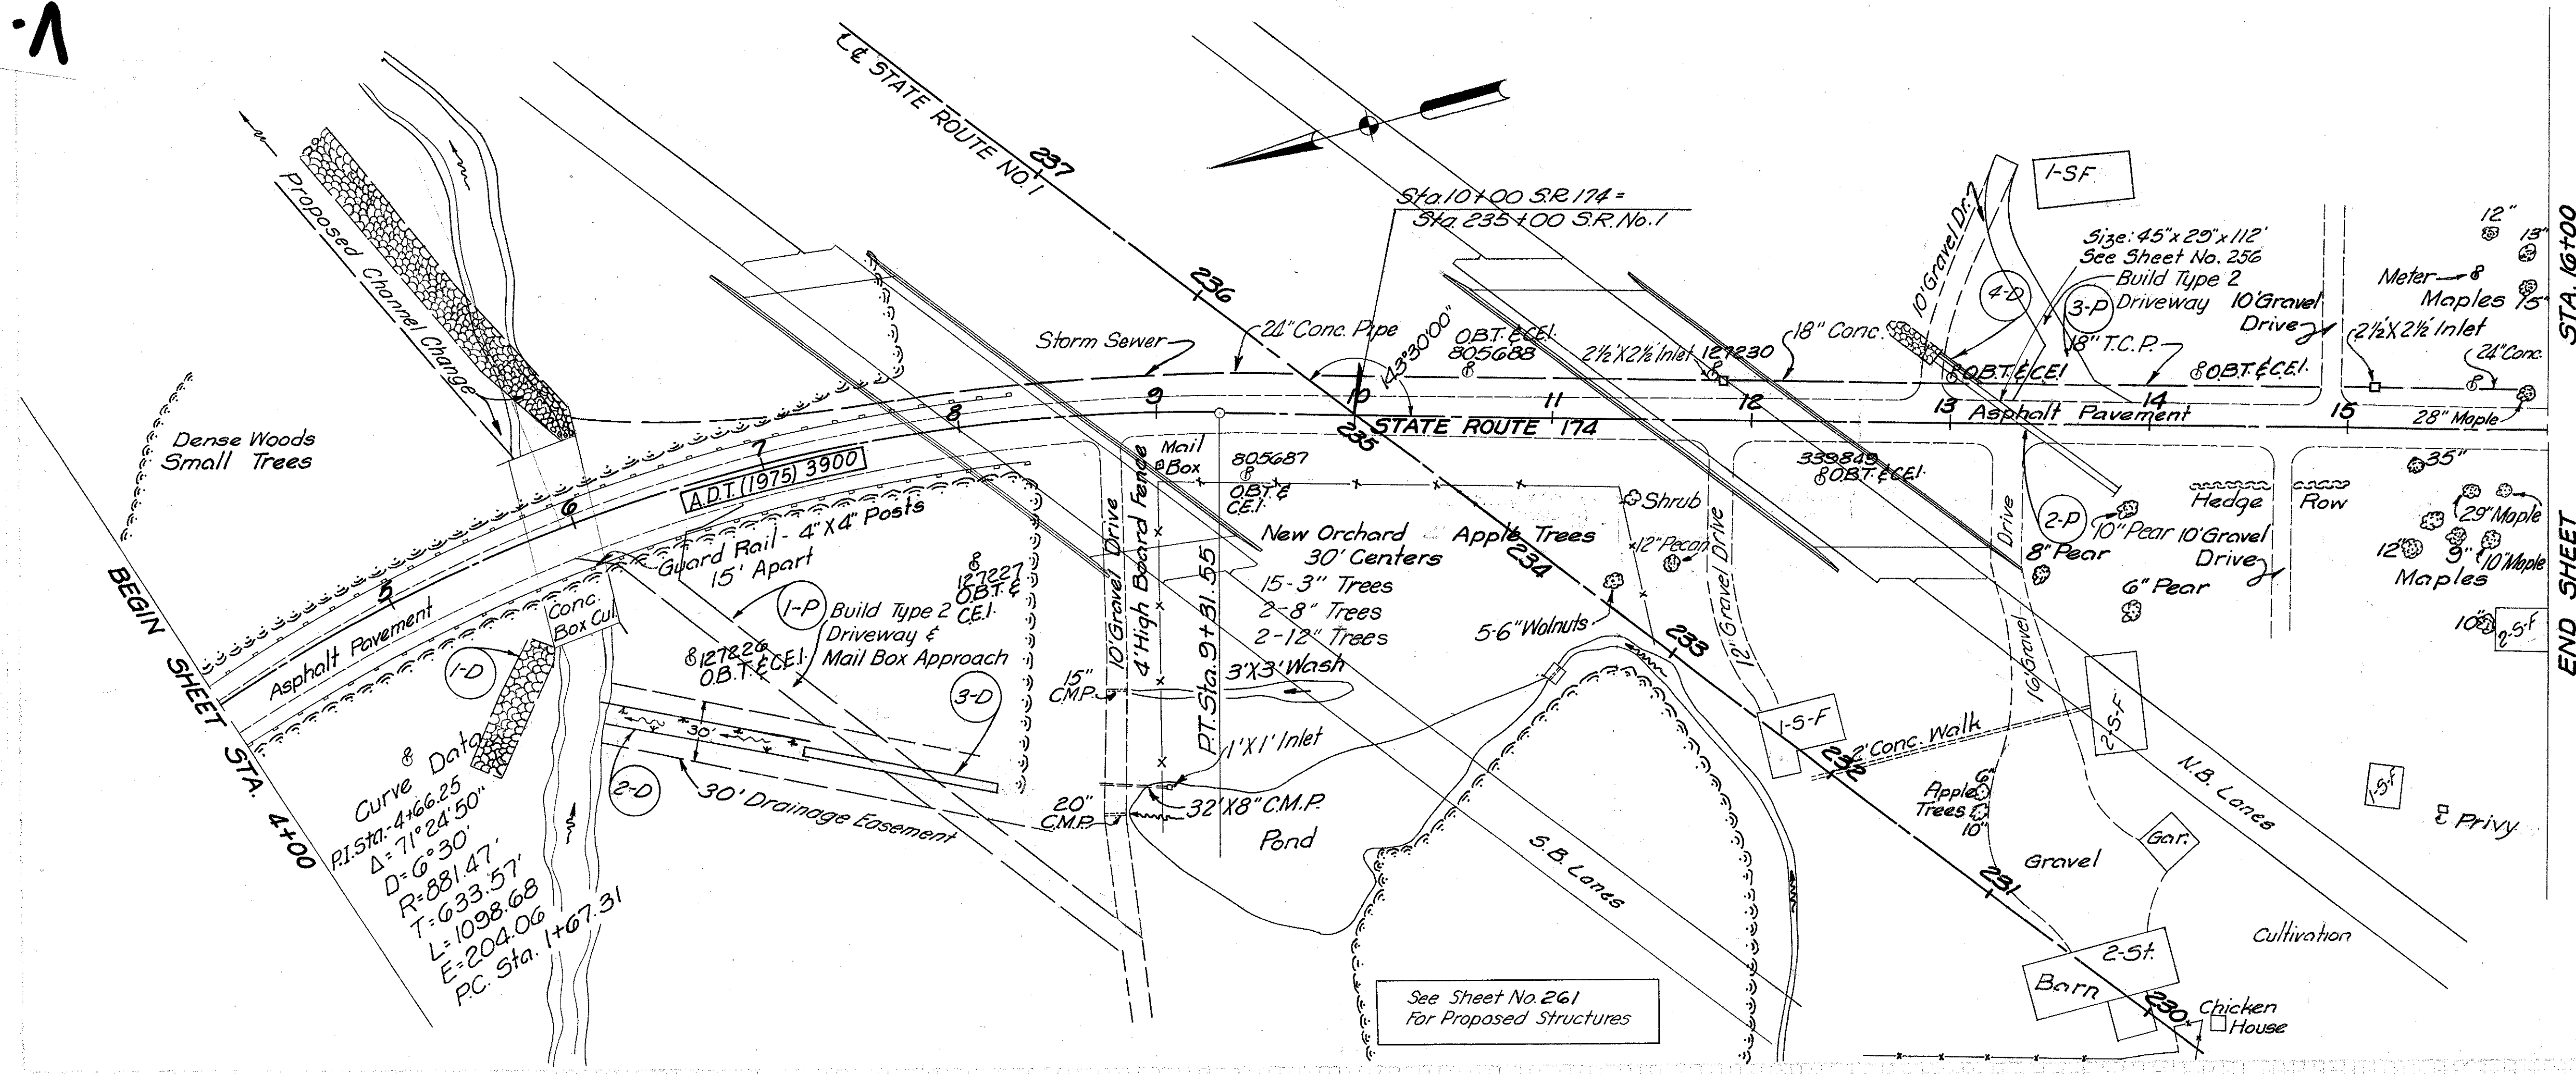 ℄ STATE ROUTE NO. 1
237
236
235
234
233
232
231
230
Sta. 10+00 S.R. 174 =
Sta. 235+00 S.R. No. 1
143°30'00"
Proposed Channel Change
Dense Woods
Small Trees
BEGIN SHEET STA. 4+00
5
6
7
8
9
10
11
12
13
14
15
STATE ROUTE 174
Asphalt Pavement
Asphalt Pavement
A.D.T. (1975) 3900
Storm Sewer
24" Conc. Pipe
O.B.T. & C.E.I.
805688
2½'X2½' Inlet
127230
18" Conc.
10' Gravel Dr.
1-SF
4-D
Size: 45"x29"x112'
See Sheet No. 256
Build Type 2
Driveway
3-P
18" T.C.P.
O.B.T. & C.E.I.
O.B.T. & C.E.I.
10' Gravel
Drive
2½'X2½' Inlet
24" Conc.
28" Maple
Meter
12"
13"
15"
Maples
STA. 16+00
END SHEET
Guard Rail - 4"X4" Posts
15' Apart
1-P
Build Type 2
Driveway &
Mail Box Approach
127227
O.B.T. &
C.E.I.
127226
O.B.T. & C.E.I.
Conc.
Box Cul.
1-D
2-D
3-D
30'
30' Drainage Easement
Curve Data
P.I. Sta.-4+66.25
Δ=71°24'50"
D=6°30'
R=881.47'
T=633.57'
L=1098.68
E=204.06
P.C. Sta. 1+67.31
10' Gravel Drive
4' High Board Fence
Mail
Box
805687
O.B.T. &
C.E.I.
P.T. Sta. 9+81.55
New Orchard Apple Trees
30' Centers
15-3" Trees
2-8" Trees
2-12" Trees
3'X3' Wash
15"
C.M.P.
1'X1' Inlet
20"
C.M.P.
32'X8" C.M.P.
Pond
5-6" Walnuts
Shrub
12" Pecan
12' Gravel Drive
339849
O.B.T. & C.E.I.
Drive
16' Gravel
2-P
10" Pear
8" Pear
6" Pear
10' Gravel
Drive
Hedge Row
35"
29" Maple
12"
9"
10" Maple
Maples
10"
2-S-F
1-S-F
2' Conc. Walk
2-S-F
Apple
Trees
6"
10"
Gar.
Gravel
N.B. Lanes
S.B. Lanes
1-S-F
Privy
Cultivation
2-St.
Barn
Chicken
House
See Sheet No. 261
For Proposed Structures